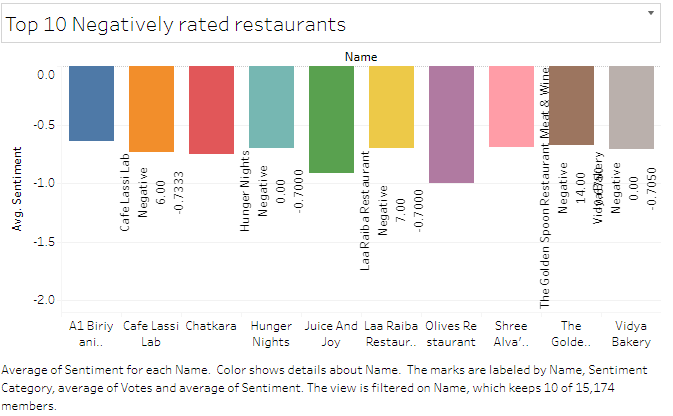 Top 10 Negatively rated restaurants
Name
Avg. Sentiment
0.0
-0.5
-1.0
-1.5
-2.0
Cafe Lassi Lab
Negative
6.00
-0.7333
Hunger Nights
Negative
0.00
-0.7000
Laa Raiba Restaurant
Negative
7.00
-0.7000
The Golden Spoon Restaurant Meat & Wine
Negative
14.00
Vidya Bakery
Negative
0.00
-0.7050
A1 Biriy
ani..
Cafe Lassi
Lab
Chatkara
Hunger
Nights
Juice And
Joy
Laa Raiba
Restaur..
Olives Re
staurant
Shree
Alva'..
The
Golde..
Vidya
Bakery
Average of Sentiment for each Name. Color shows details about Name. The marks are labeled by Name, Sentiment
Category, average of Votes and average of Sentiment. The view is filtered on Name, which keeps 10 of 15,174
members.